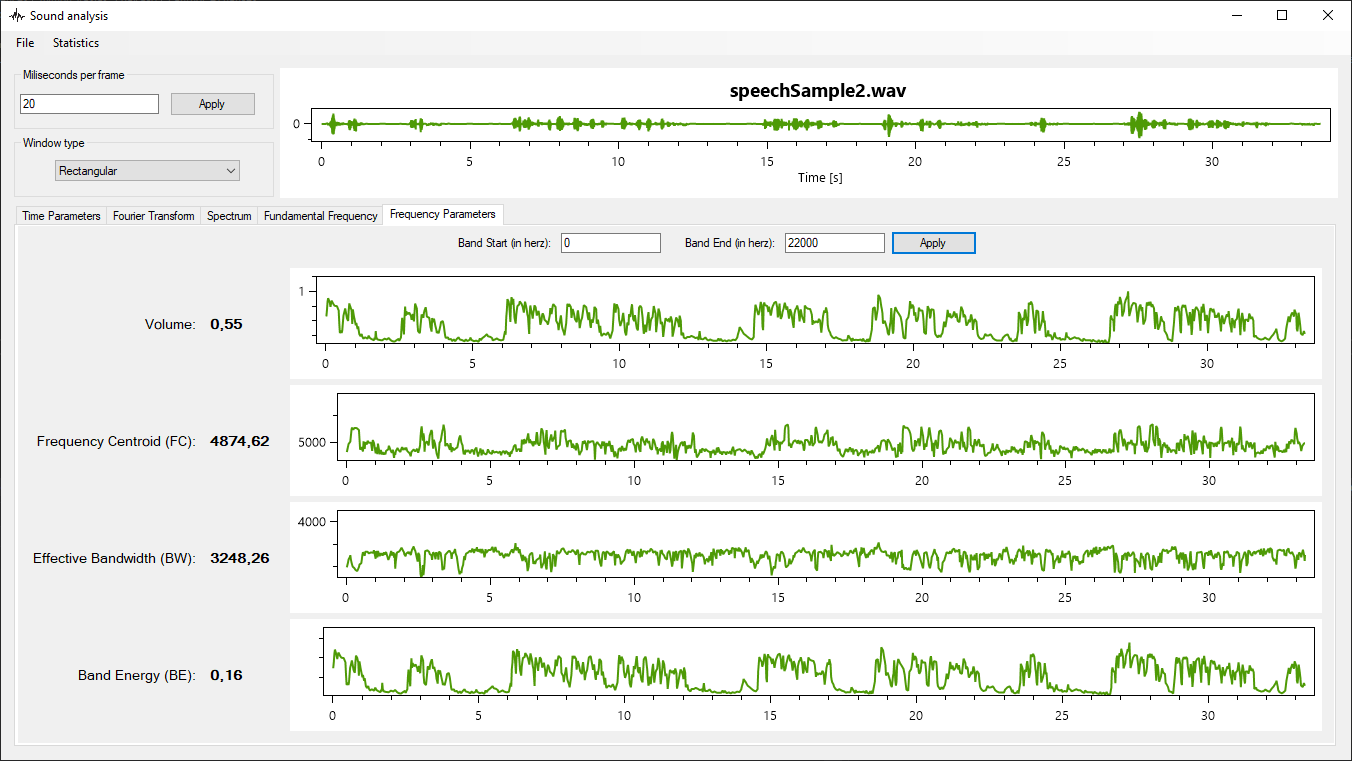 Sound analysis
File Statistics
Miliseconds per frame
20 Apply
Window type
Rectangular
speechSample2.wav
0
0 5 10 15 20 25 30
Time [s]
Time Parameters Fourier Transform Spectrum Fundamental Frequency Frequency Parameters
Band Start (in herz): 0 Band End (in herz): 22000 Apply
Volume: 0,55
1
0 5 10 15 20 25 30
Frequency Centroid (FC): 4874,62
5000
0 5 10 15 20 25 30
Effective Bandwidth (BW): 3248,26
4000
0 5 10 15 20 25 30
Band Energy (BE): 0,16
0 5 10 15 20 25 30